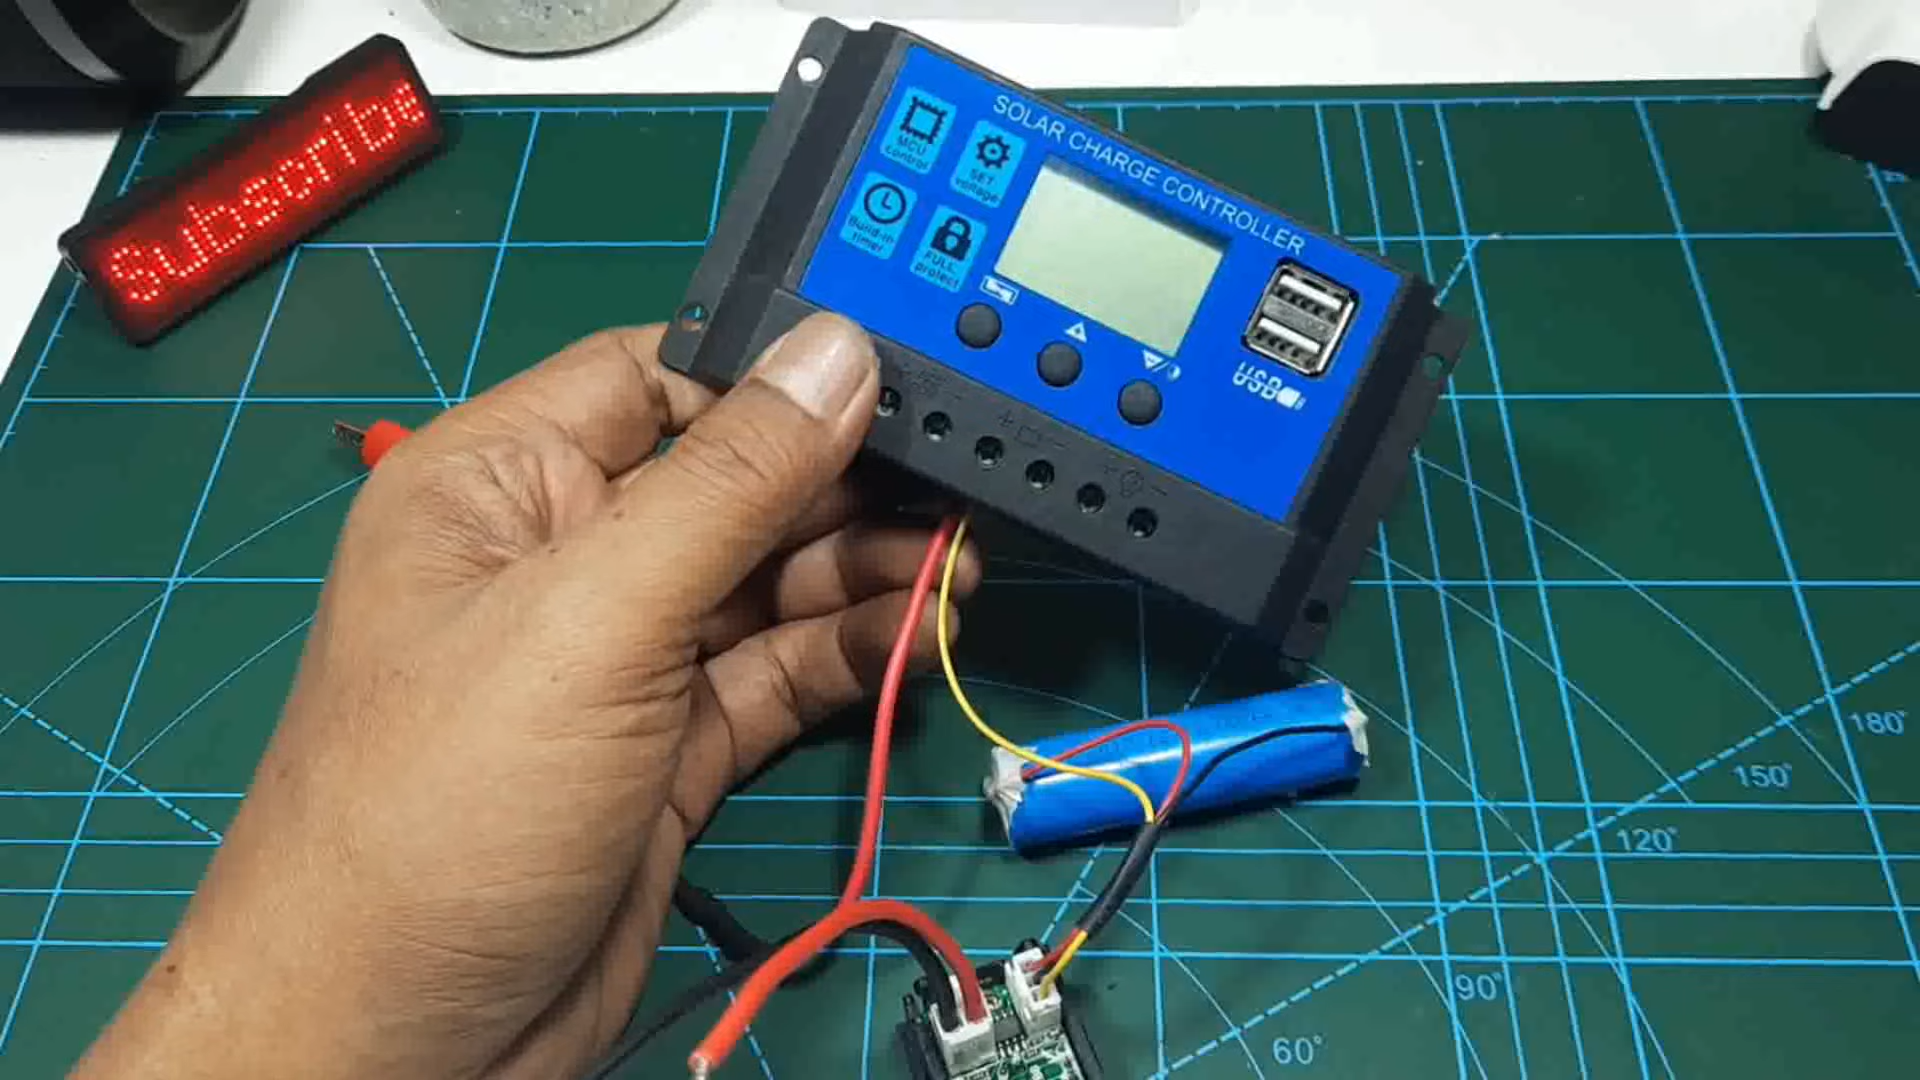 Subscribe
SOLAR CHARGE CONTROLLER
MCU
control
SET
voltage
Build-in
timer
FULL
protect
USB
180°
150°
120°
90°
60°